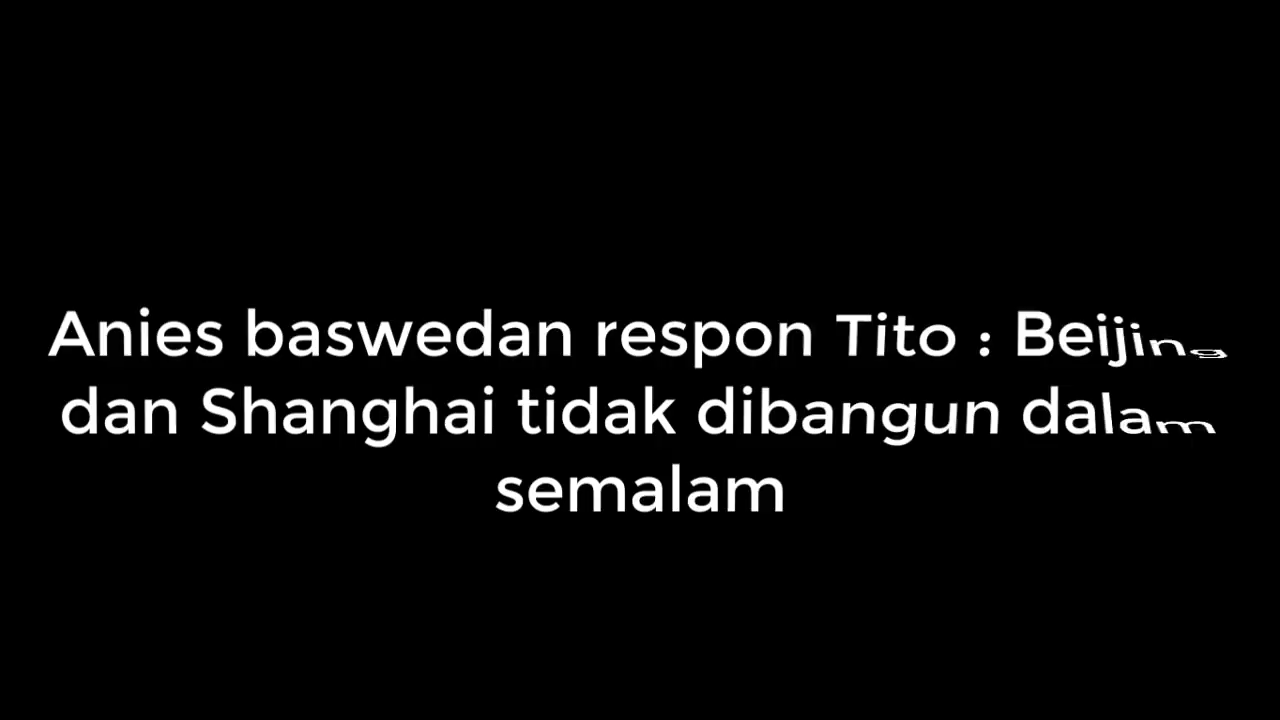 Anies baswedan respon Tito : Beijing
dan Shanghai tidak dibangun dalam
semalam